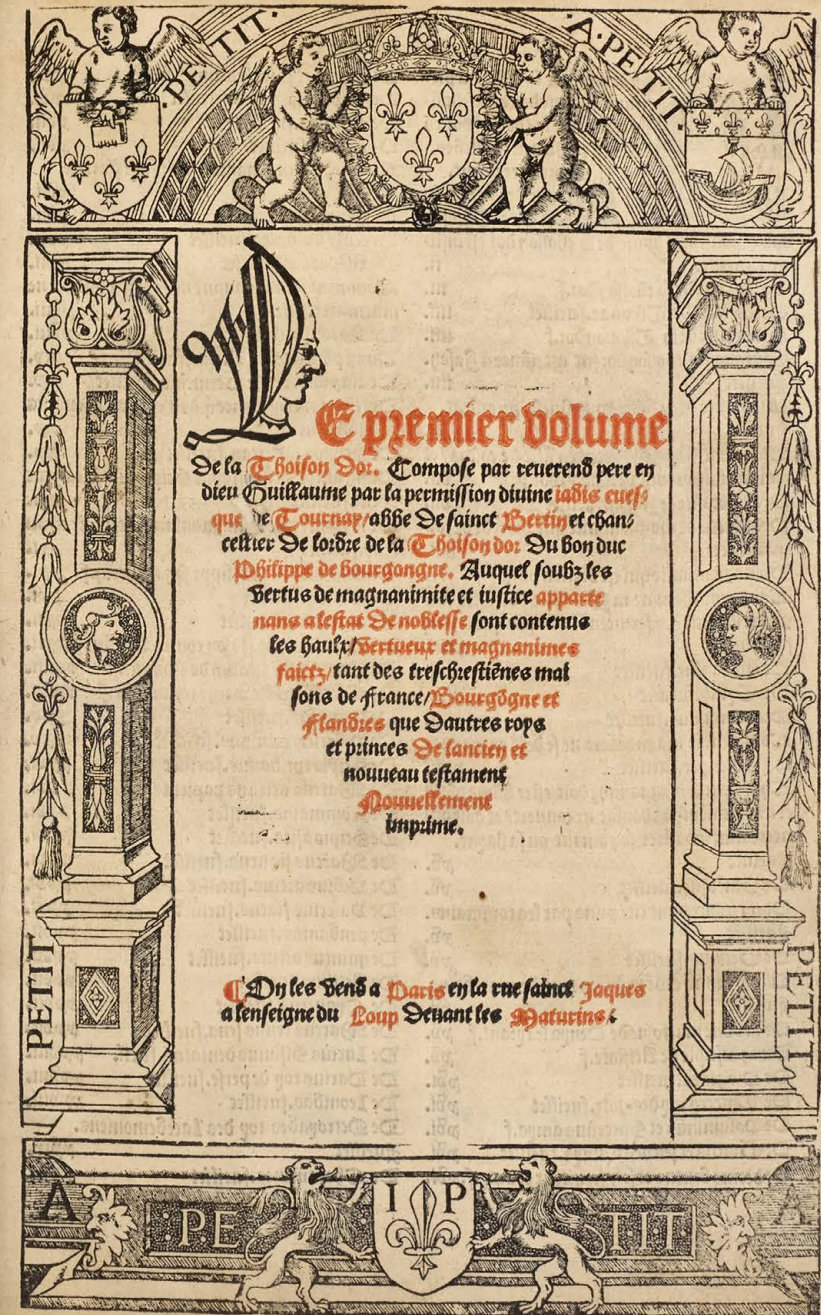 ·PETIT·
·A·PETIT·
LE premier volume
De la Thoison Dor. Compose par reuerend pere en
dieu Guillaume par la permission diuine iadis eues⸗
que de Tournay/abbe De sainct Bertin et chan⸗
cellier De lordre de la Thoison dor Du bon duc
Philippe de bourgongne. Auquel soubz les
Vertus de magnanimite et iustice apparte
nans a lestat De noblesse sont contenus
les haulx/Vertueux et magnanimes
faictz/tant des treschrestiēnes mai
sons de France/Bourgōgne et
Flandres que Dautres roys
et princes De lancien et
nouueau testament
Nouuellement
imprime.
PETIT
PETIT
¶ On les Vend a Paris en la rue sainct Jaques
a lenseigne du Loup Deuant les Maturins.
I P
A PE TIT A